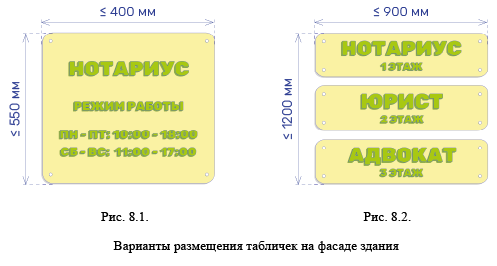 ≤ 400 мм
≤ 550 мм
НОТАРИУС
РЕЖИМ РАБОТЫ
ПН - ПТ: 10:00 - 18:00
СБ - ВС: 11:00 - 17:00
Рис. 8.1.
≤ 900 мм
≤ 1200 мм
НОТАРИУС
1 ЭТАЖ
ЮРИСТ
2 ЭТАЖ
АДВОКАТ
3 ЭТАЖ
Рис. 8.2.
Варианты размещения табличек на фасаде здания